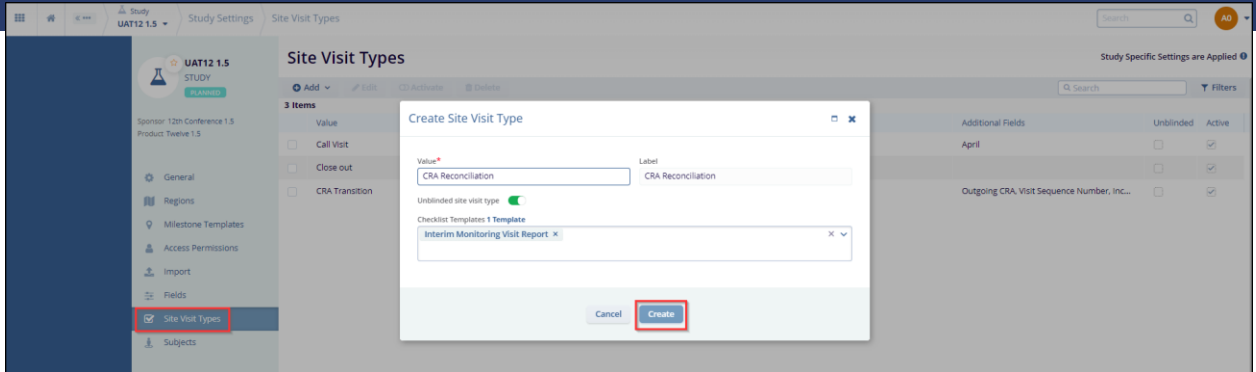 Study
UAT12 1.5
Study Settings
Site Visit Types
Search
AO
UAT12 1.5
STUDY
PLANNED
Sponsor 12th Conference 1.5
Product Twelve 1.5
General
Regions
Milestone Templates
Access Permissions
Import
Fields
Site Visit Types
Subjects
Site Visit Types
Study Specific Settings are Applied
Add
Edit
Activate
Delete
Search
Filters
3 Items
Value
Additional Fields
Unblinded
Active
Call Visit
April
Close out
CRA Transition
Outgoing CRA, Visit Sequence Number, Inc...
Create Site Visit Type
Value*
Label
CRA Reconciliation
CRA Reconciliation
Unblinded site visit type
Checklist Templates 1 Template
Interim Monitoring Visit Report ×
Cancel
Create